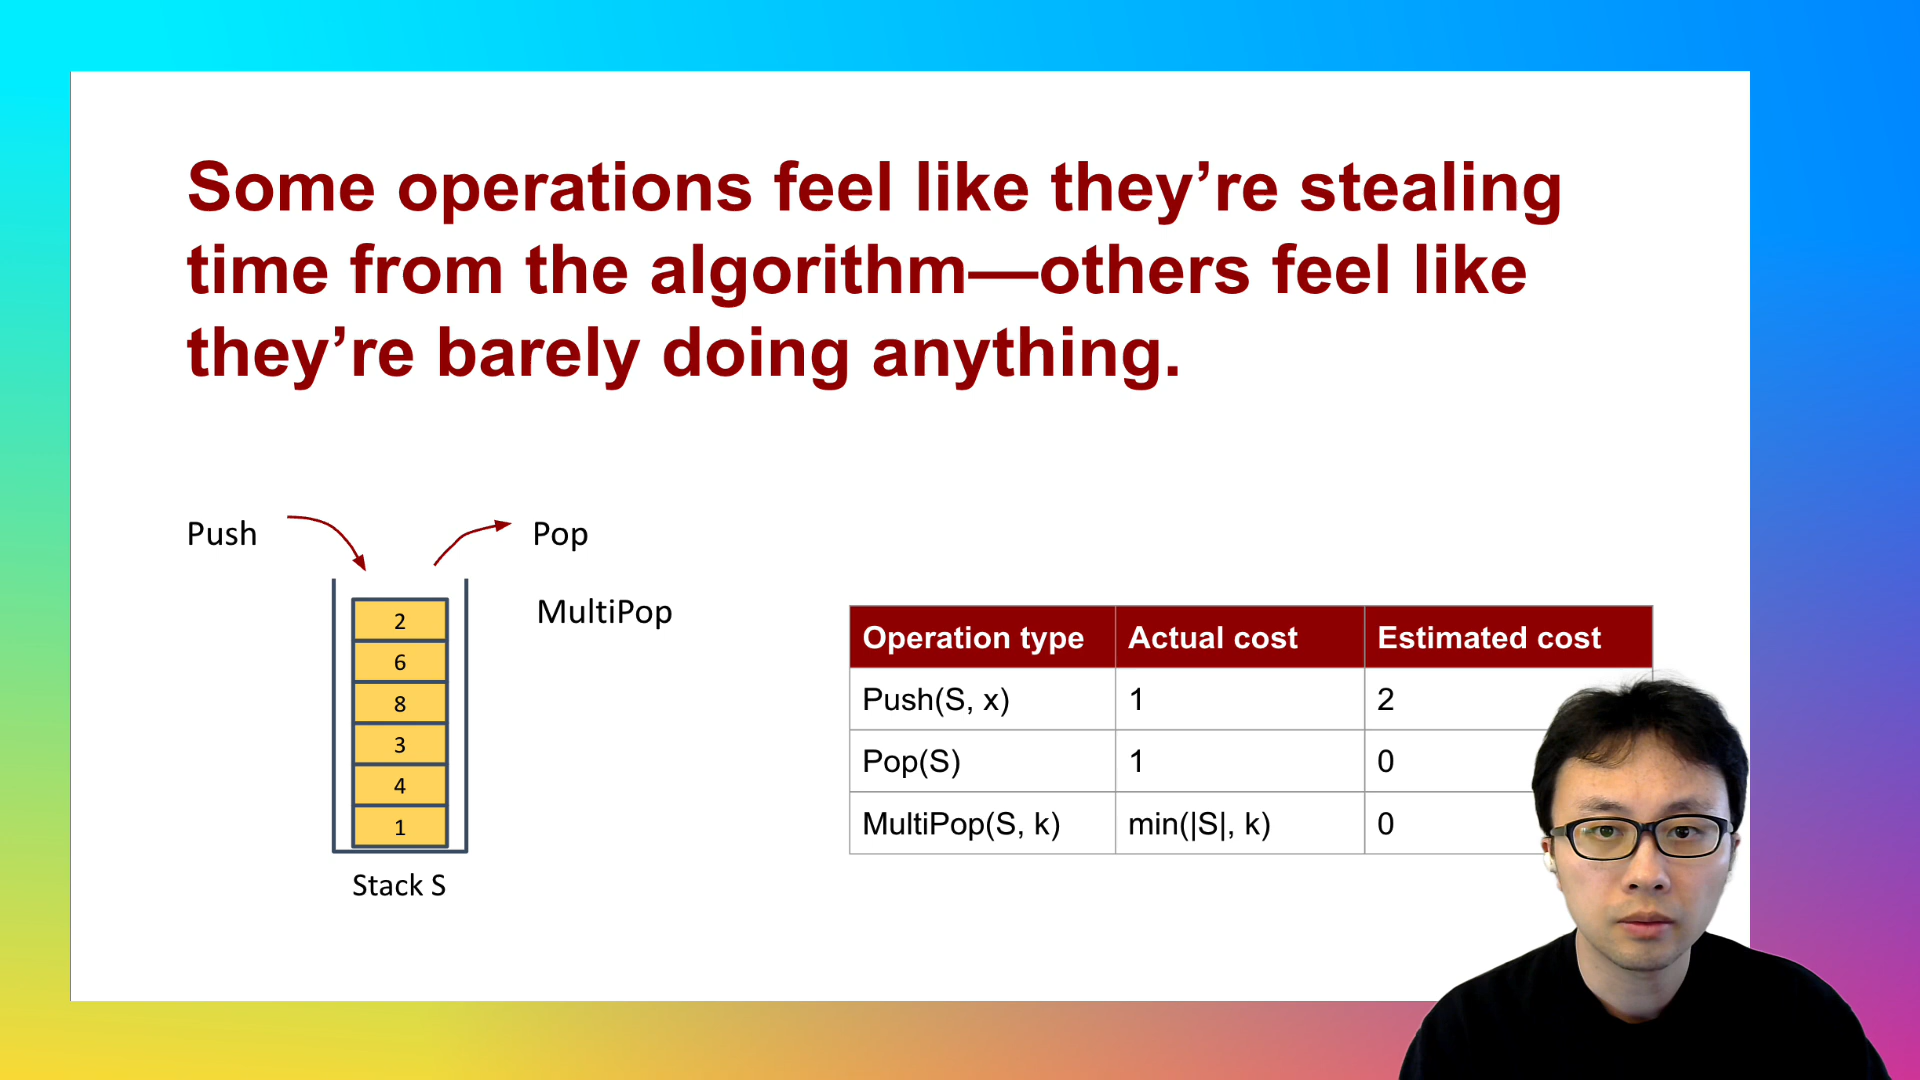 Some operations feel like they’re stealing
time from the algorithm—others feel like
they’re barely doing anything.
Push
Pop
MultiPop
2
6
8
3
4
1
Stack S
Operation type Actual cost Estimated cost
Push(S, x) 1 2
Pop(S) 1 0
MultiPop(S, k) min(|S|, k) 0